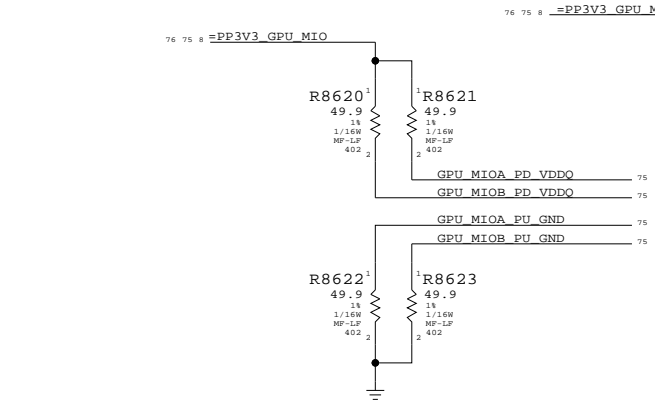 76 75 8 =PP3V3_GPU_M
76 75 8 =PP3V3_GPU_MIO
R8620 1 1 R8621
49.9 49.9
1% 1%
1/16W 1/16W
MF-LF MF-LF
402 2 2 402
GPU_MIOA_PD_VDDQ 75
GPU_MIOB_PD_VDDQ 75
GPU_MIOA_PU_GND 75
GPU_MIOB_PU_GND 75
R8622 1 1 R8623
49.9 49.9
1% 1%
1/16W 1/16W
MF-LF MF-LF
402 2 2 402